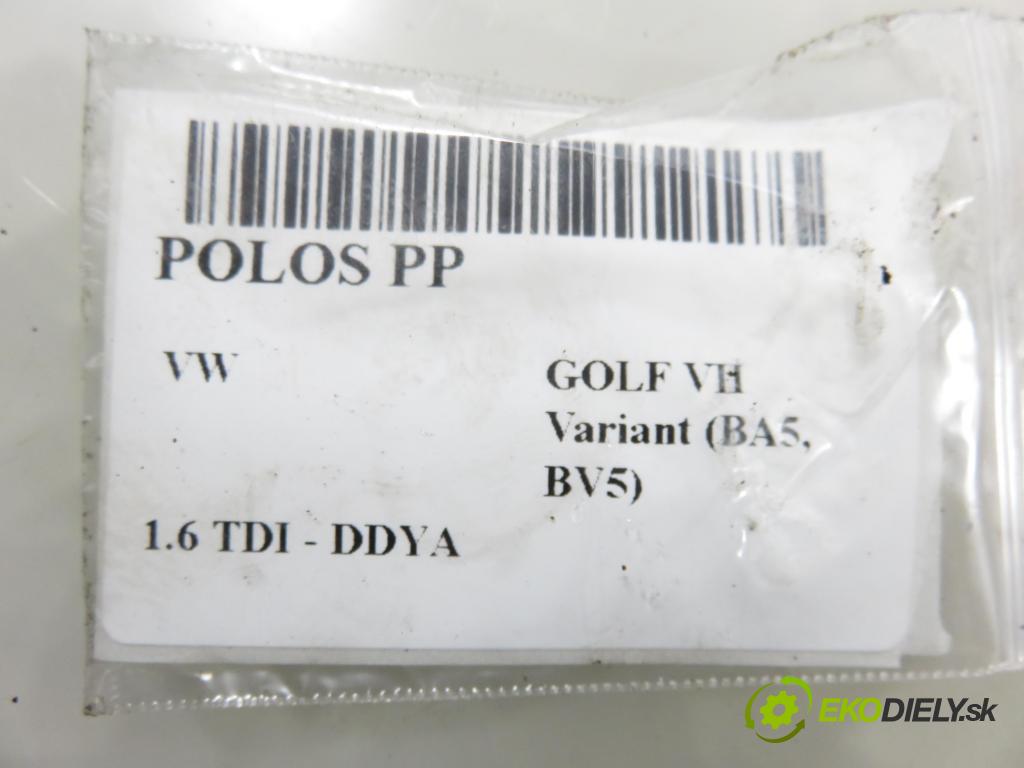 POLOS PP
VW
GOLF VII
Variant (BA5,
BV5)
1.6 TDI - DDYA
EKODIELY.sk